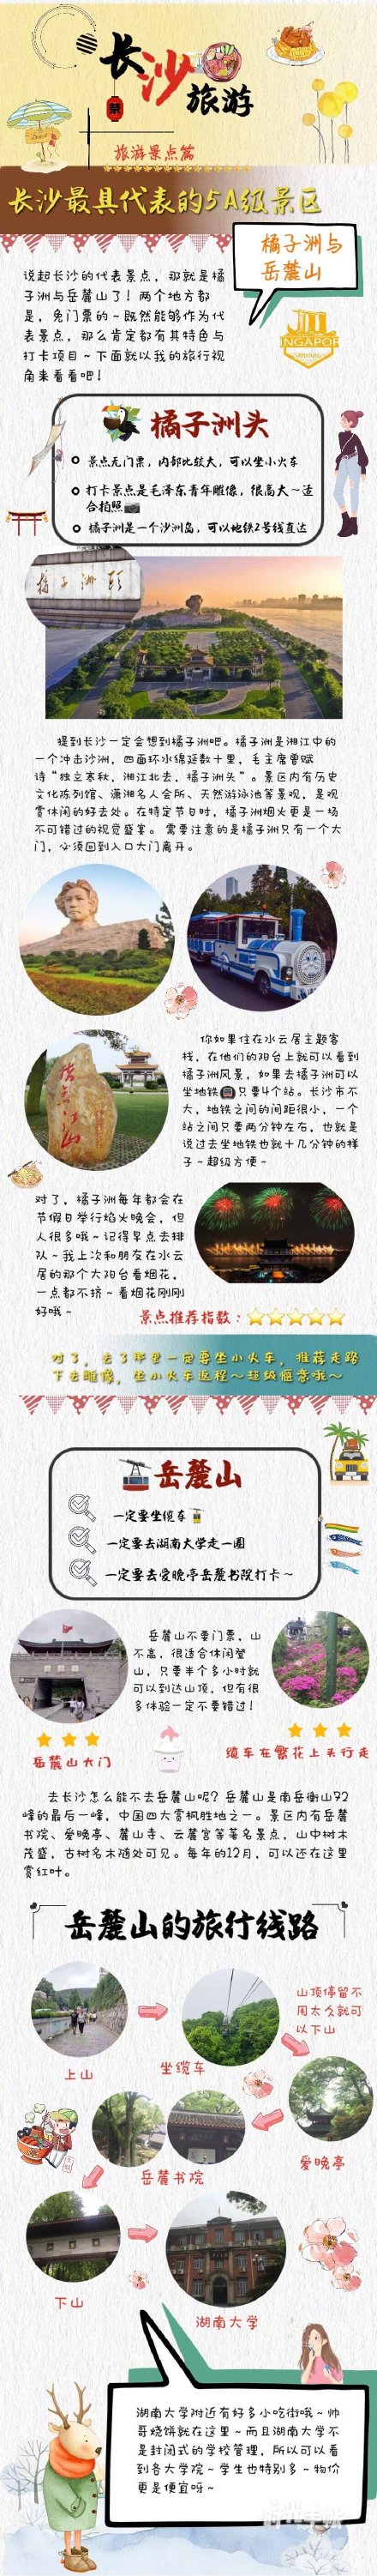 长沙
旅游
祭
旅游景点篇
长沙最具代表的5A级景区
橘子洲与
岳麓山
说起长沙的代表景点，那就是橘
子洲与岳麓山了！两个地方都
是，免门票的~既然能够作为代
表景点，那么肯定都有其特色与
打卡项目~下面就以我的旅行视
角来看看吧！
INGAPOR
橘子洲头
景点无门票，内部比较大，可以坐小火车
打卡景点是毛泽东青年雕像，很高大~适
合拍照
橘子洲是一个沙洲岛，可以地铁2号线直达
橘子洲头
提到长沙一定会想到橘子洲吧。橘子洲是湘江中的
一个冲击沙洲，四面环水绵延数十里，毛主席曾赋
诗“独立寒秋，湘江北去，橘子洲头”。景区内有历史
文化陈列馆、潇湘名人会所、天然游泳池等景观，是观
赏休闲的好去处。在特定节日时，橘子洲烟火更是一场
不可错过的视觉盛宴。 需要注意的是橘子洲只有一个大
门，必须回到入口大门离开。
你如果住在水云居主题客
栈，在他们的阳台上就可以看到
橘子洲风景，如果去橘子洲可以
坐地铁只要4个站。长沙市不
大，地铁之间的间距很小，一个
站之间只要两分钟左右，也就是
说过去坐地铁也就十几分钟的样
子~超级方便~
对了，橘子洲每年都会在
节假日举行焰火晚会，但
人很多哦~记得早点去排
队~我上次和朋友在水云
居的那个大阳台看烟花，
一点都不挤~看烟花刚刚
好哦~
景点推荐指数：
对了，去了那里一定要坐小火车，推荐走路
下去雕像，坐小火车返程~超级惬意哦~
岳麓山
一定要坐缆车
一定要去湖南大学走一圈
一定要去爱晚亭岳麓书院打卡~
岳麓山不要门票，山
不高，很适合休闲登
山，只要半个多小时就
可以到达山顶，但有很
多体验一定不要错过！
岳麓山大门
缆车在繁花上头行走
去长沙怎么能不去岳麓山呢？岳麓山是南岳衡山72
峰的最后一峰，中国四大赏枫胜地之一。景区内有岳麓
书院、爱晚亭、麓山寺、云麓宫等著名景点，山中树木
茂盛，古树名木随处可见。每年的12月，可以还在这里
赏红叶。
岳麓山的旅行线路
山顶停留不
用太久就可
以下山
上山
坐缆车
爱晚亭
岳麓书院
下山
湖南大学
湖南大学附近有好多小吃街哦~帅
哥烧饼就在这里~而且湖南大学不
是封闭式的学校管理，所以可以看
到各大学院~学生也特别多~物价
更是便宜呀~